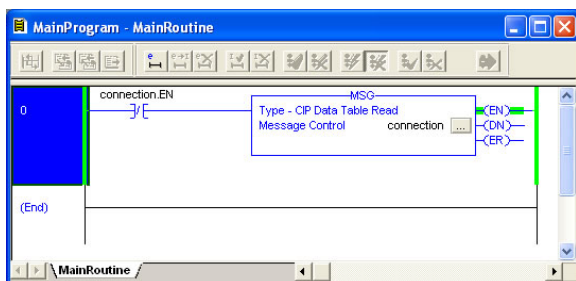 MainProgram - MainRoutine
connection.EN
MSG
0
Type - CIP Data Table Read
EN
Message Control connection ...
DN
ER
(End)
MainRoutine